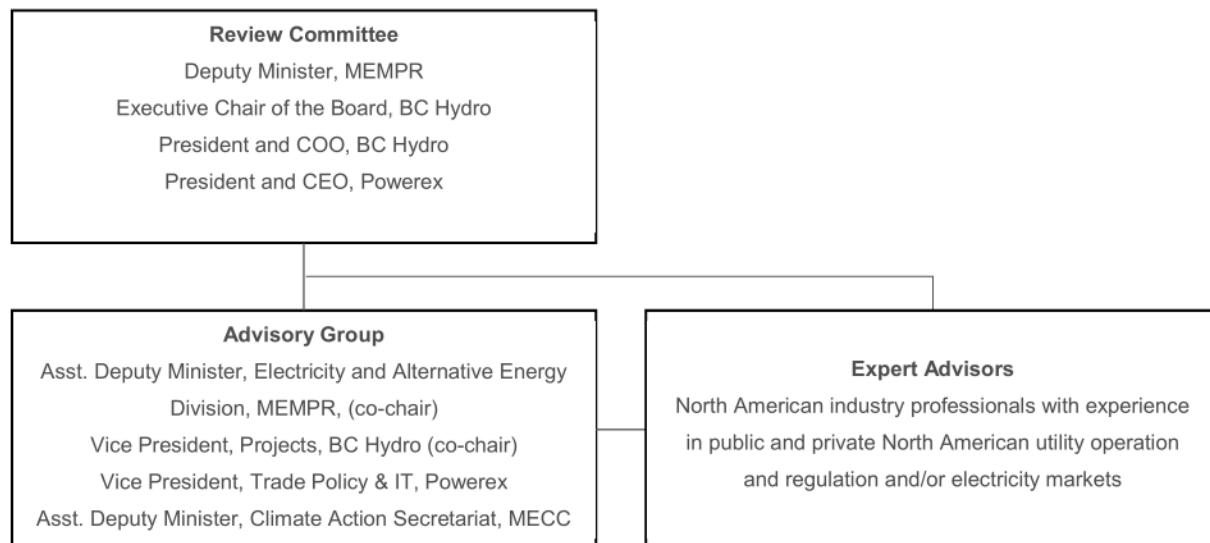 Review Committee
Deputy Minister, MEMPR
Executive Chair of the Board, BC Hydro
President and COO, BC Hydro
President and CEO, Powerex
Advisory Group
Asst. Deputy Minister, Electricity and Alternative Energy
Division, MEMPR, (co-chair)
Vice President, Projects, BC Hydro (co-chair)
Vice President, Trade Policy & IT, Powerex
Asst. Deputy Minister, Climate Action Secretariat, MECC
Expert Advisors
North American industry professionals with experience
in public and private North American utility operation
and regulation and/or electricity markets